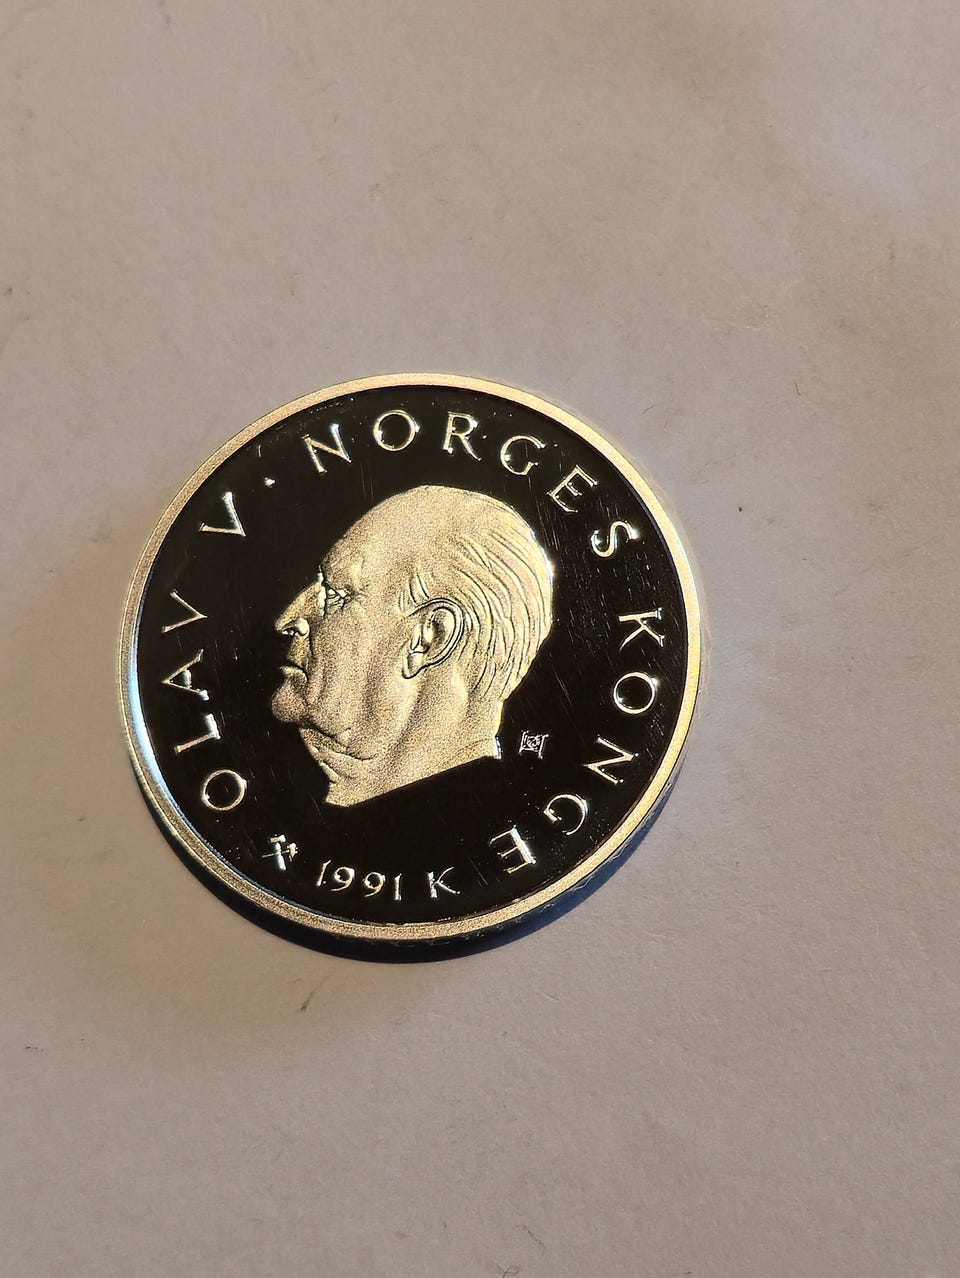 OLAV V · NORGES KONGE
1991 K